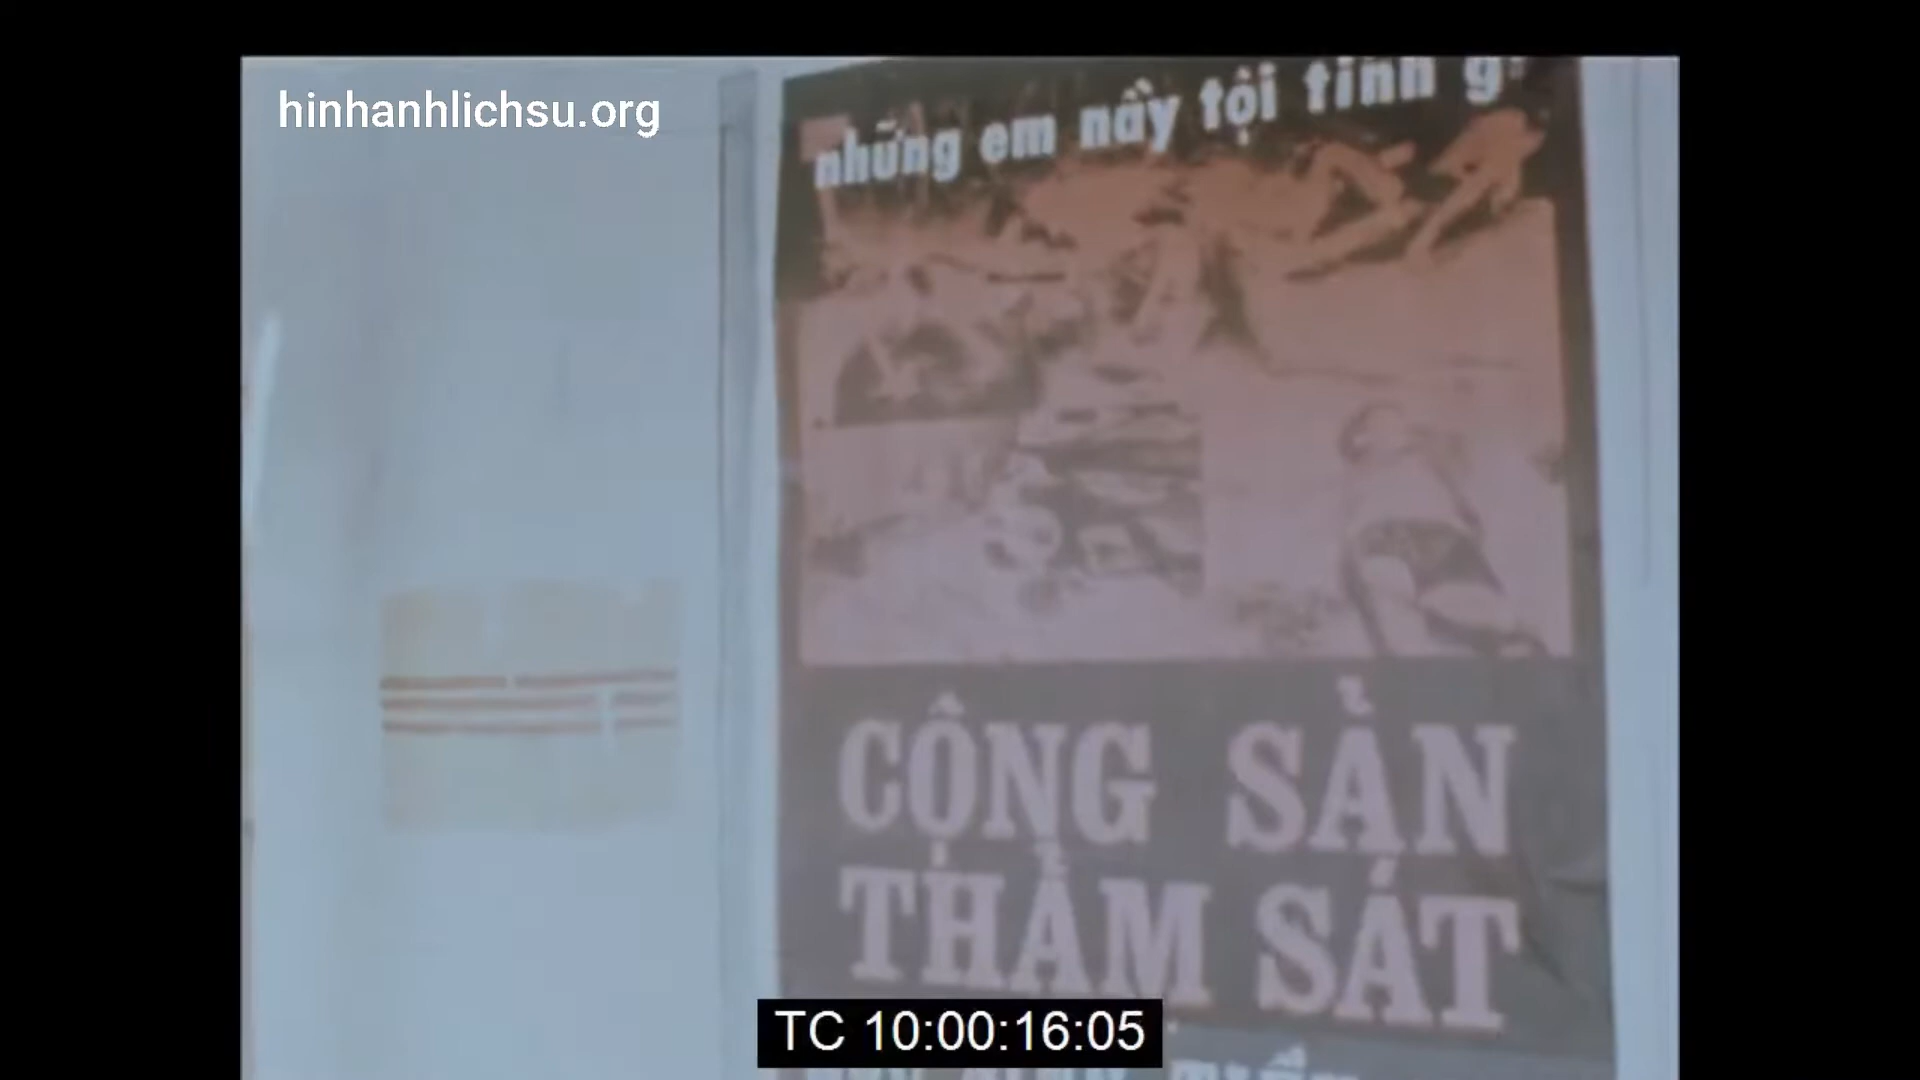 hinhanhlichsu.org
những em nầy tội tình gì
CỘNG SẢN
THẢM SÁT
TC 10:00:16:05